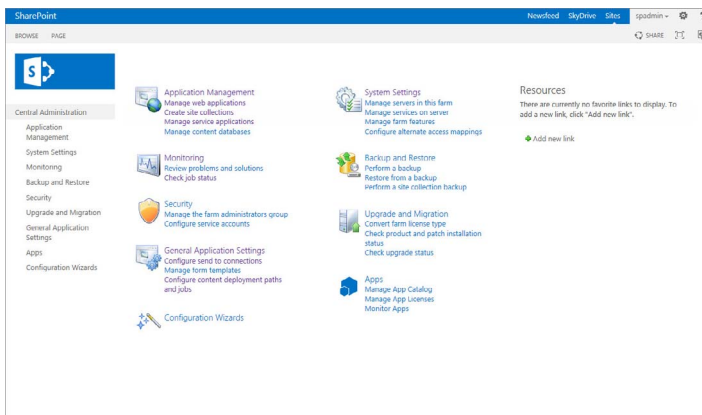 SharePoint
Newsfeed SkyDrive Sites spadmin
BROWSE PAGE
SHARE
S
Central Administration
Application
Management
System Settings
Monitoring
Backup and Restore
Security
Upgrade and Migration
General Application
Settings
Apps
Configuration Wizards
Application Management
Manage web applications
Create site collections
Manage service applications
Manage content databases
Monitoring
Review problems and solutions
Check job status
Security
Manage the farm administrators group
Configure service accounts
General Application Settings
Configure send to connections
Manage form templates
Configure content deployment paths
and jobs
Configuration Wizards
System Settings
Manage servers in this farm
Manage services on server
Manage farm features
Configure alternate access mappings
Backup and Restore
Perform a backup
Restore from a backup
Perform a site collection backup
Upgrade and Migration
Convert farm license type
Check product and patch installation
status
Check upgrade status
Apps
Manage App Catalog
Manage App Licenses
Monitor Apps
Resources
There are currently no favorite links to display. To
add a new link, click "Add new link".
Add new link